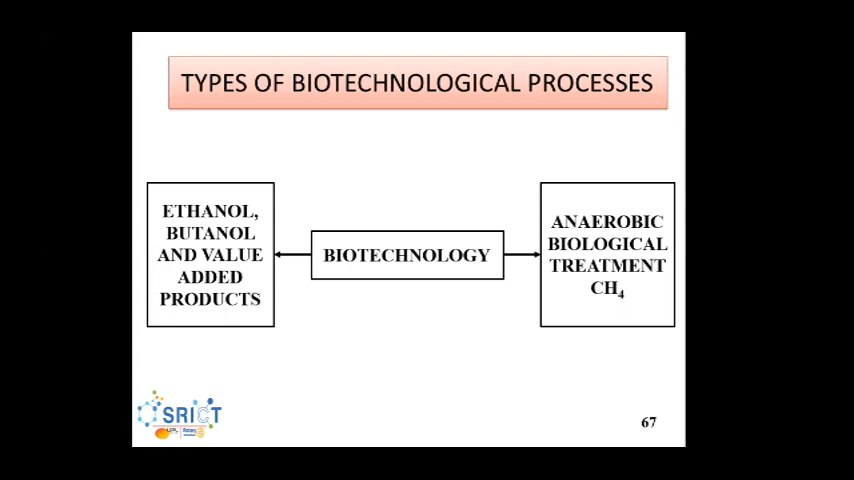 TYPES OF BIOTECHNOLOGICAL PROCESSES
ETHANOL,
BUTANOL
AND VALUE
ADDED
PRODUCTS
BIOTECHNOLOGY
ANAEROBIC
BIOLOGICAL
TREATMENT
CH4
SRICT
67